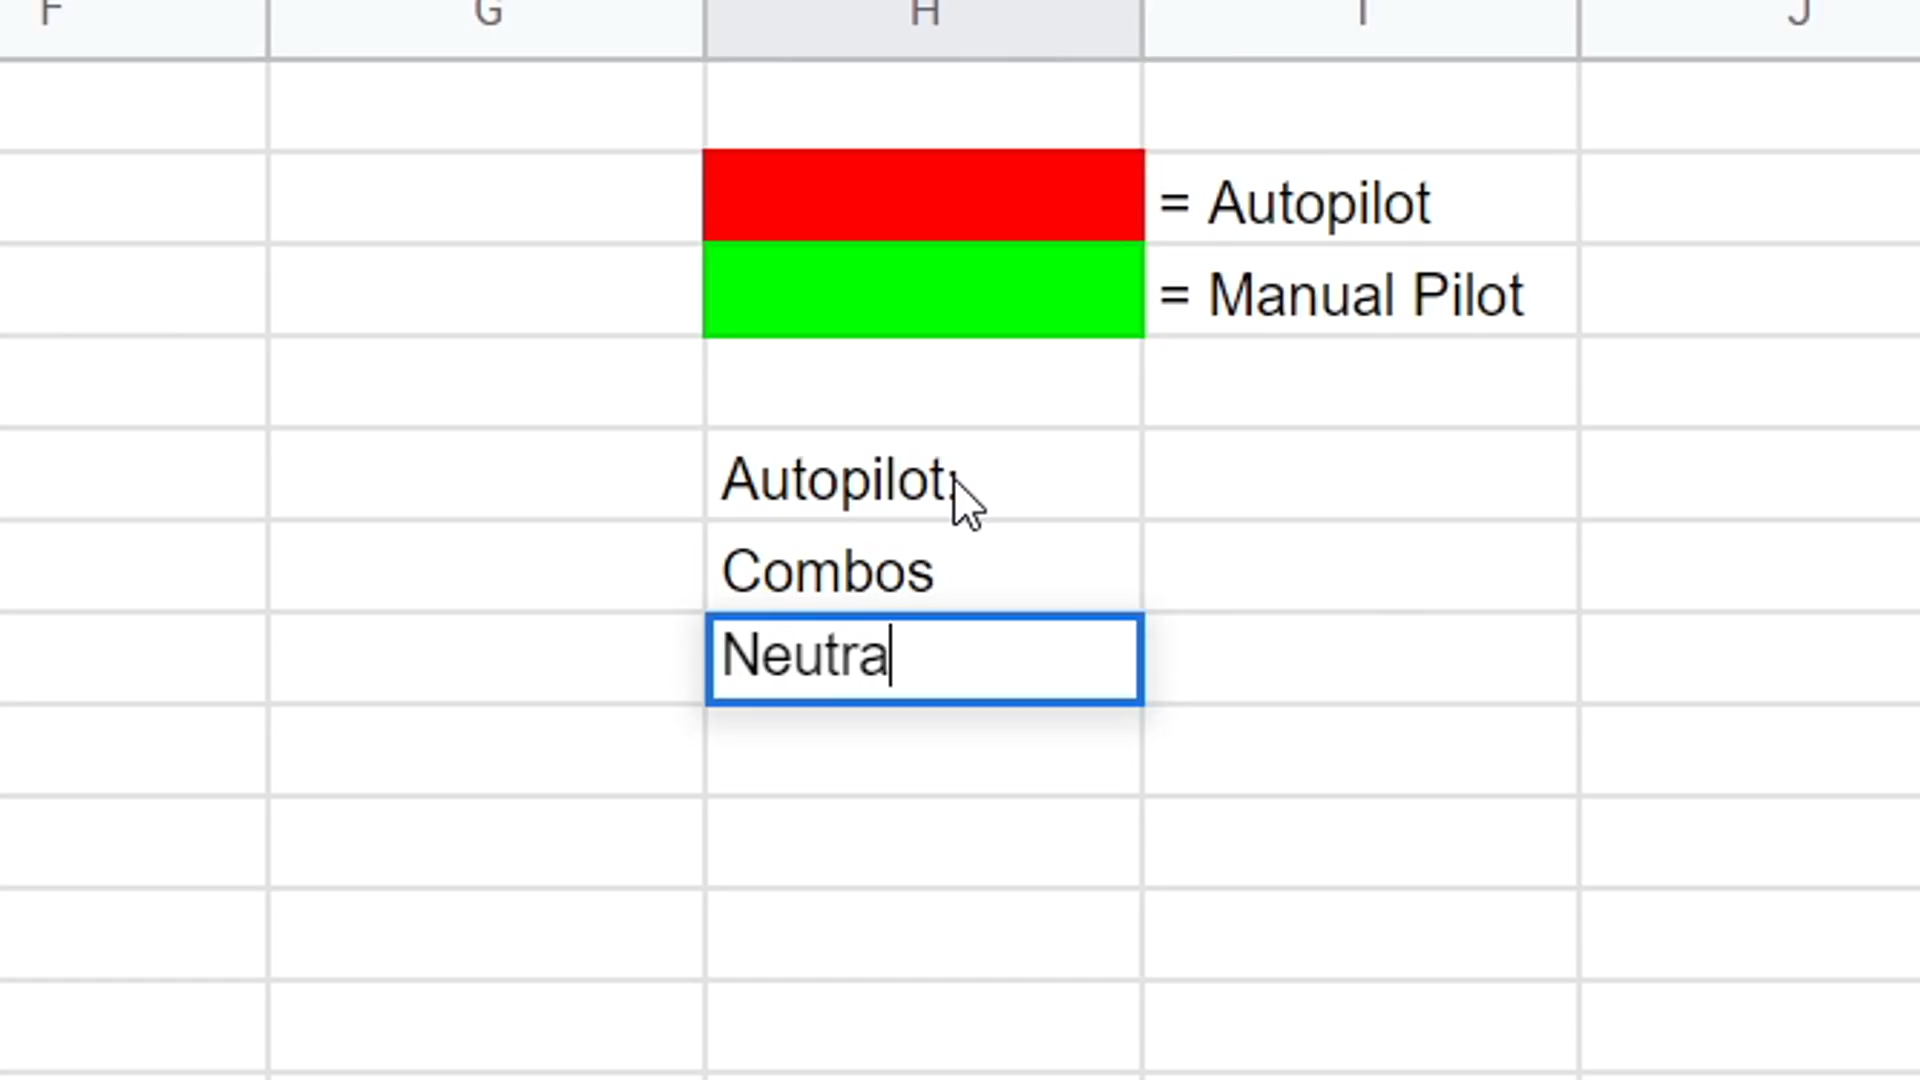 F G H I J
= Autopilot
= Manual Pilot
Autopilot:
Combos
Neutra